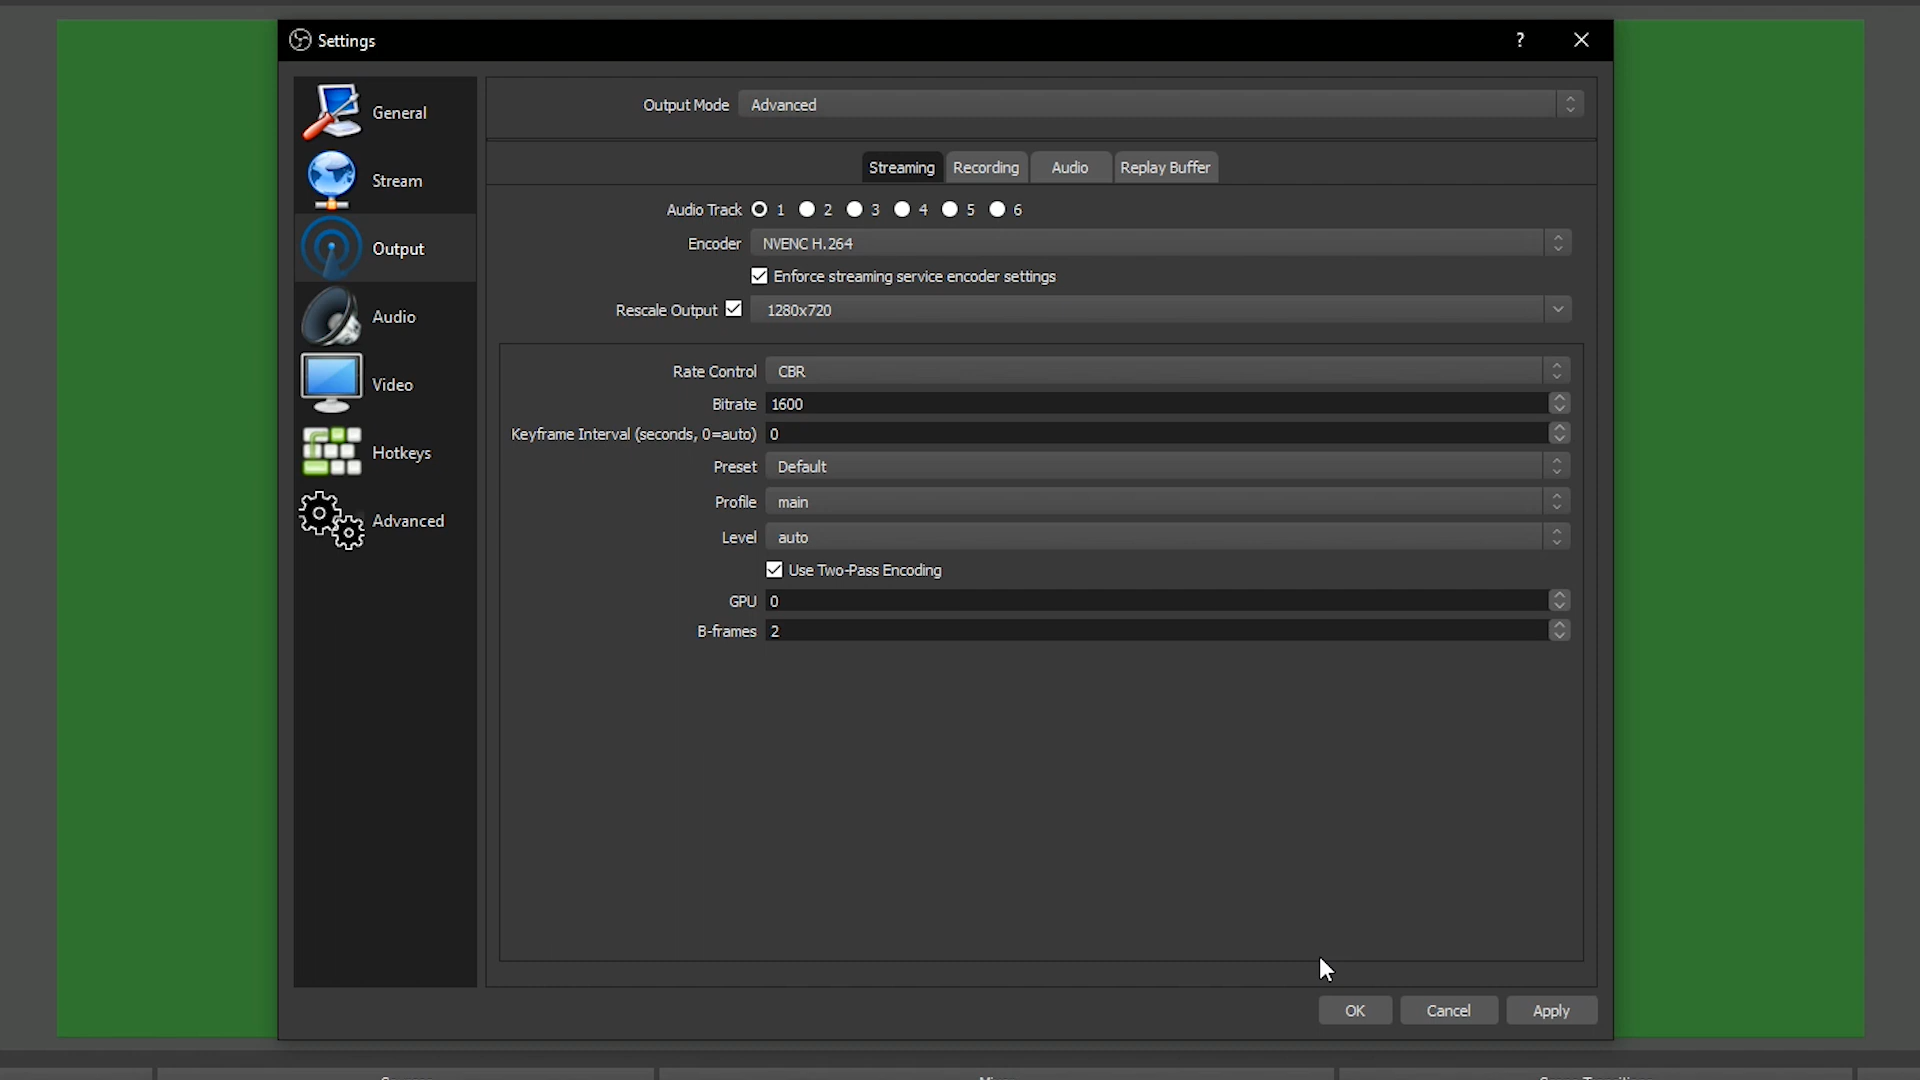 Settings
?
General
Stream
Output
Audio
Video
Hotkeys
Advanced
Output Mode Advanced
Streaming Recording Audio Replay Buffer
Audio Track 1 2 3 4 5 6
Encoder NVENC H.264
Enforce streaming service encoder settings
Rescale Output 1280x720
Rate Control CBR
Bitrate 1600
Keyframe Interval (seconds, 0=auto) 0
Preset Default
Profile main
Level auto
Use Two-Pass Encoding
GPU 0
B-frames 2
OK Cancel Apply